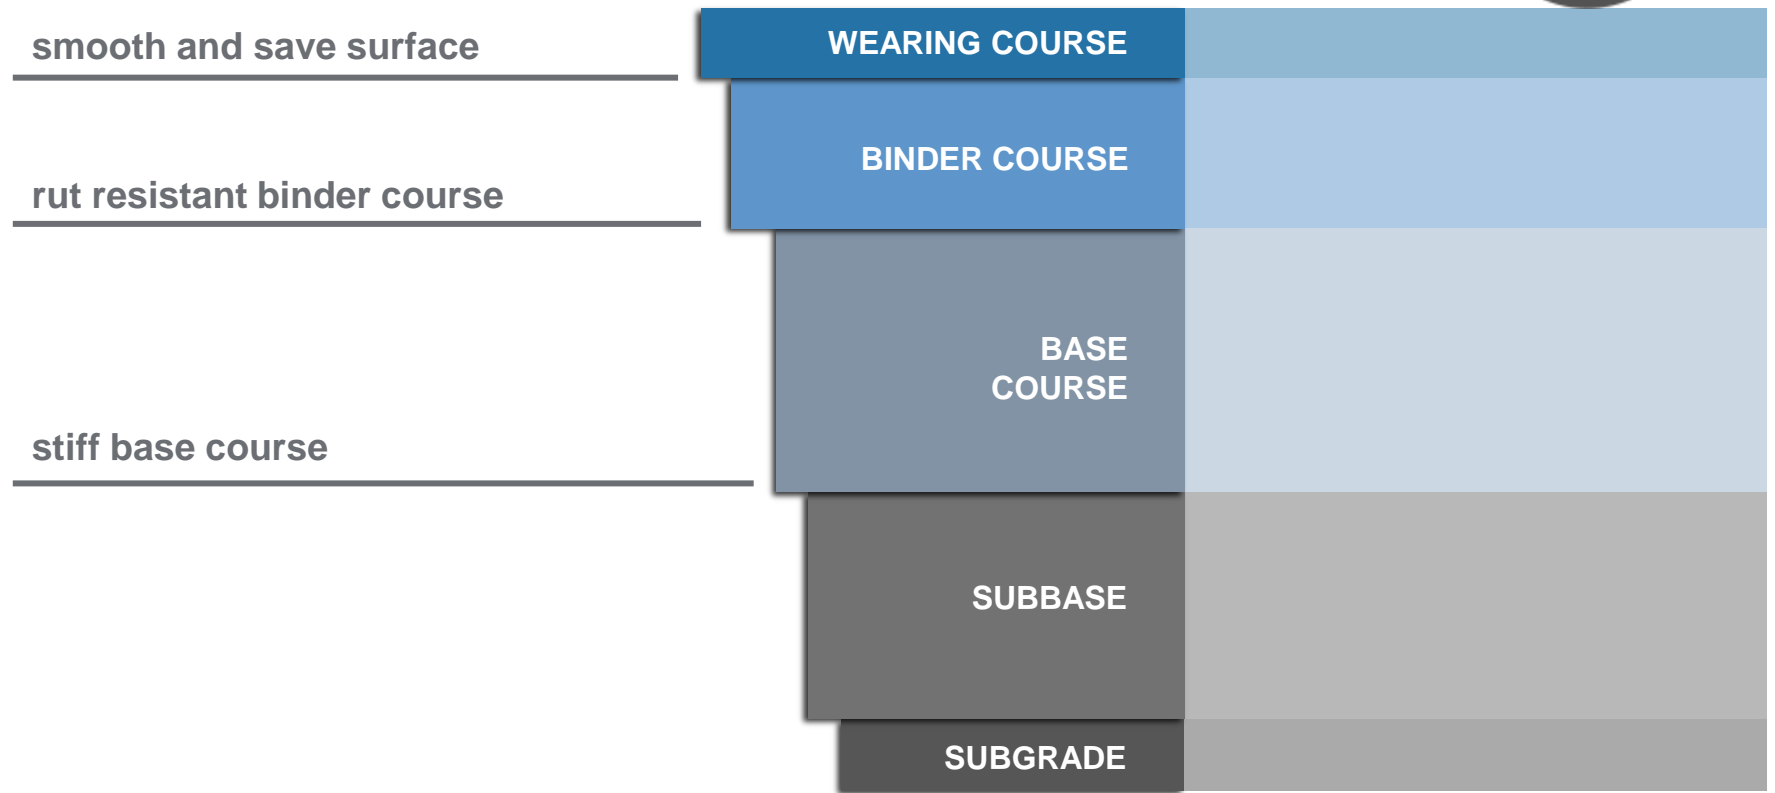 smooth and save surface
WEARING COURSE
BINDER COURSE
rut resistant binder course
BASE
COURSE
stiff base course
SUBBASE
SUBGRADE